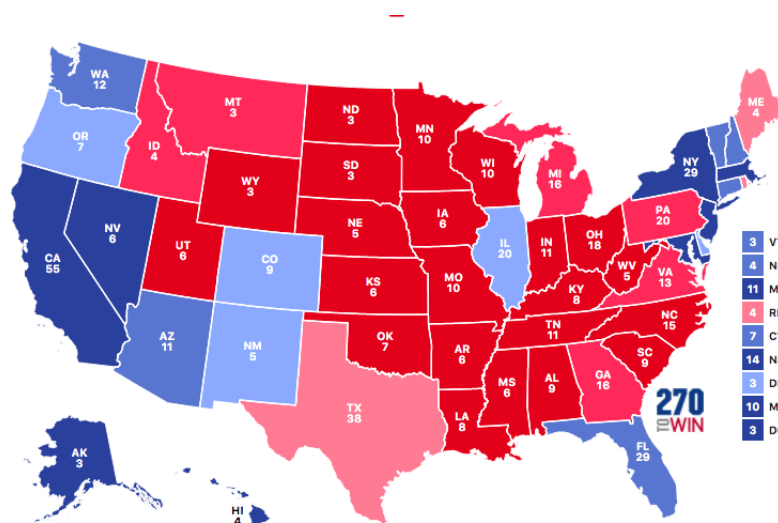 WA
12
OR
7
ID
4
MT
3
ND
3
MN
10
WI
10
MI
16
ME
4
NY
29
PA
20
SD
3
WY
3
NV
6
UT
6
CA
55
CO
9
NE
5
IA
6
IL
20
IN
11
OH
18
WV
5
VA
13
KS
6
MO
10
KY
8
NC
15
TN
11
AZ
11
NM
5
OK
7
AR
6
SC
9
MS
6
AL
9
GA
16
TX
38
LA
8
FL
29
AK
3
HI
4
270
TO WIN
3 V
4 N
11 M
4 R
7 C
14 N
3 D
10 M
3 D